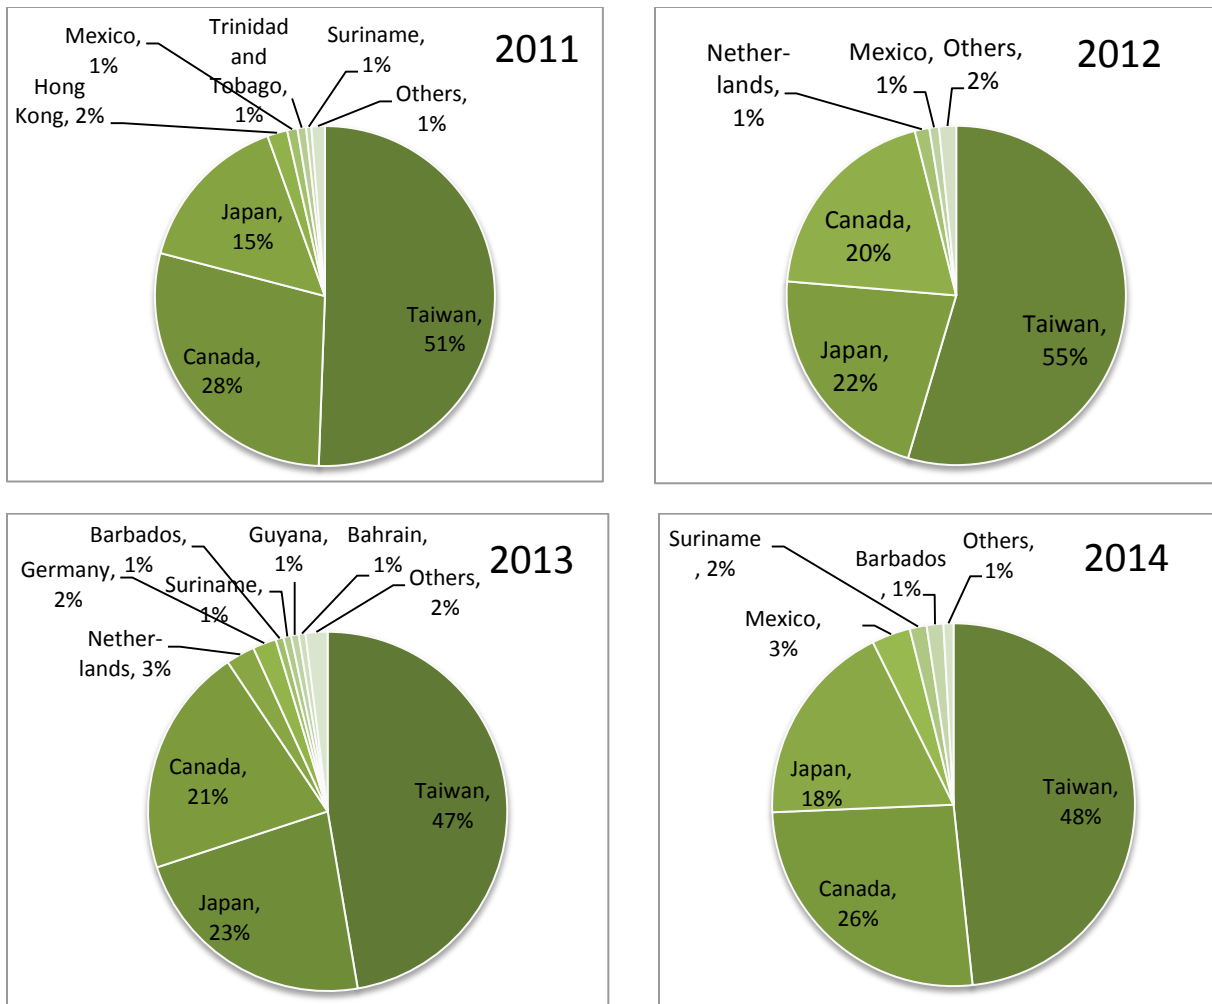 2011
Mexico,
1%
Trinidad
and
Tobago,
1%
Suriname,
1%
Others,
1%
Hong
Kong, 2%
Japan,
15%
Canada,
28%
Taiwan,
51%
2012
Nether-
lands,
1%
Mexico,
1%
Others,
2%
Canada,
20%
Japan,
22%
Taiwan,
55%
2013
Barbados,
1%
Guyana,
1%
Bahrain,
1%
Others,
2%
Germany,
2%
Suriname,
1%
Nether-
lands, 3%
Canada,
21%
Japan,
23%
Taiwan,
47%
2014
Suriname
, 2%
Barbados
, 1%
Others,
1%
Mexico,
3%
Japan,
18%
Canada,
26%
Taiwan,
48%